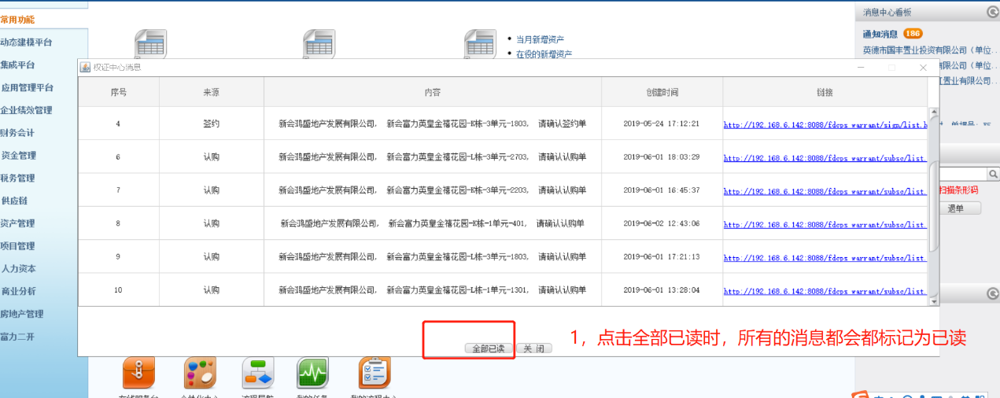 常用功能
动态建模平台
集成平台
应用管理平台
企业绩效管理
财务会计
资金管理
税务管理
供应链
资产管理
项目管理
人力资本
商业分析
房地产管理
富力二开
当月新增资产
在役的新增资产
消息中心看板
通知消息 186
英德市国丰置业投资有限公司（单位..
有限公司（单位..
置业有限公司..
扫描条形码
退单
权证中心消息
序号 来源 内容 创建时间 链接
4 签约 新会鸿盛地产发展有限公司, 新会富力英皇金禧花园-K栋-3单元-1803, 请确认签约单 2019-05-24 17:12:21 http://192.168.6.142:8088/fdcps_warrant/sign/list.h
6 认购 新会鸿盛地产发展有限公司, 新会富力英皇金禧花园-L栋-3单元-2703, 请确认认购单 2019-06-01 18:03:29 http://192.168.6.142:8088/fdcps_warrant/subsc/list.
7 认购 新会鸿盛地产发展有限公司, 新会富力英皇金禧花园-K栋-3单元-2203, 请确认认购单 2019-06-01 16:45:37 http://192.168.6.142:8088/fdcps_warrant/subsc/list.
8 认购 新会鸿盛地产发展有限公司, 新会富力英皇金禧花园-K栋-1单元-401, 请确认认购单 2019-06-02 12:43:06 http://192.168.6.142:8088/fdcps_warrant/subsc/list.
9 认购 新会鸿盛地产发展有限公司, 新会富力英皇金禧花园-L栋-3单元-1803, 请确认认购单 2019-06-01 17:21:13 http://192.168.6.142:8088/fdcps_warrant/subsc/list.
10 认购 新会鸿盛地产发展有限公司, 新会富力英皇金禧花园-L栋-1单元-1301, 请确认认购单 2019-06-01 13:28:04 http://192.168.6.142:8088/fdcps_warrant/subsc/list.
全部已读 关 闭
1，点击全部已读时，所有的消息都会都标记为已读